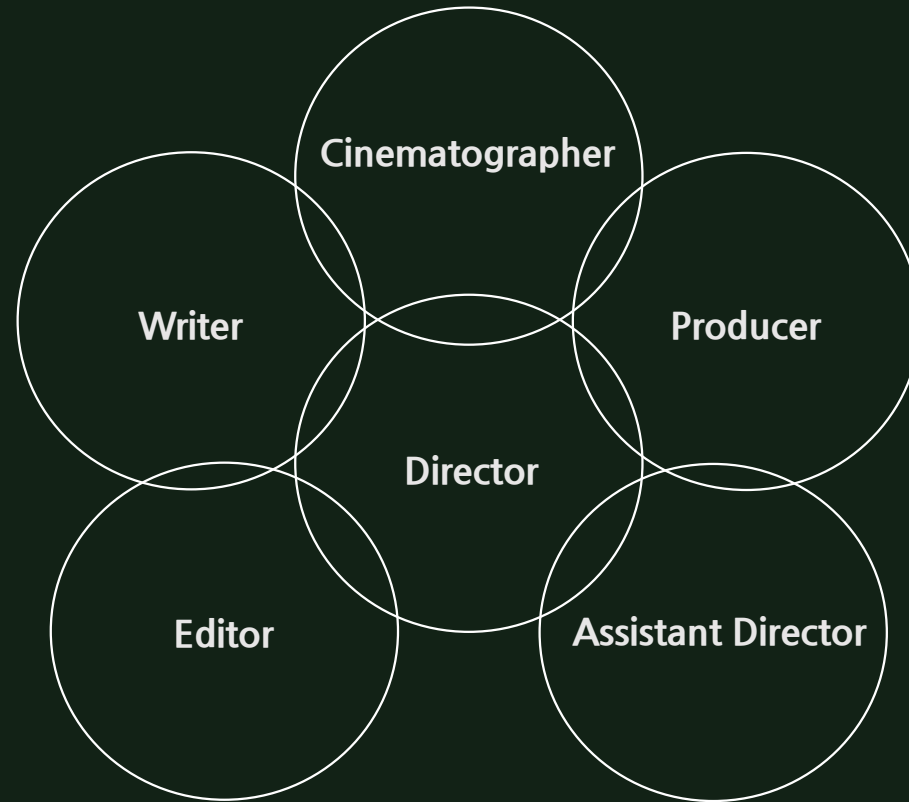 Cinematographer
Writer
Producer
Director
Editor
Assistant Director